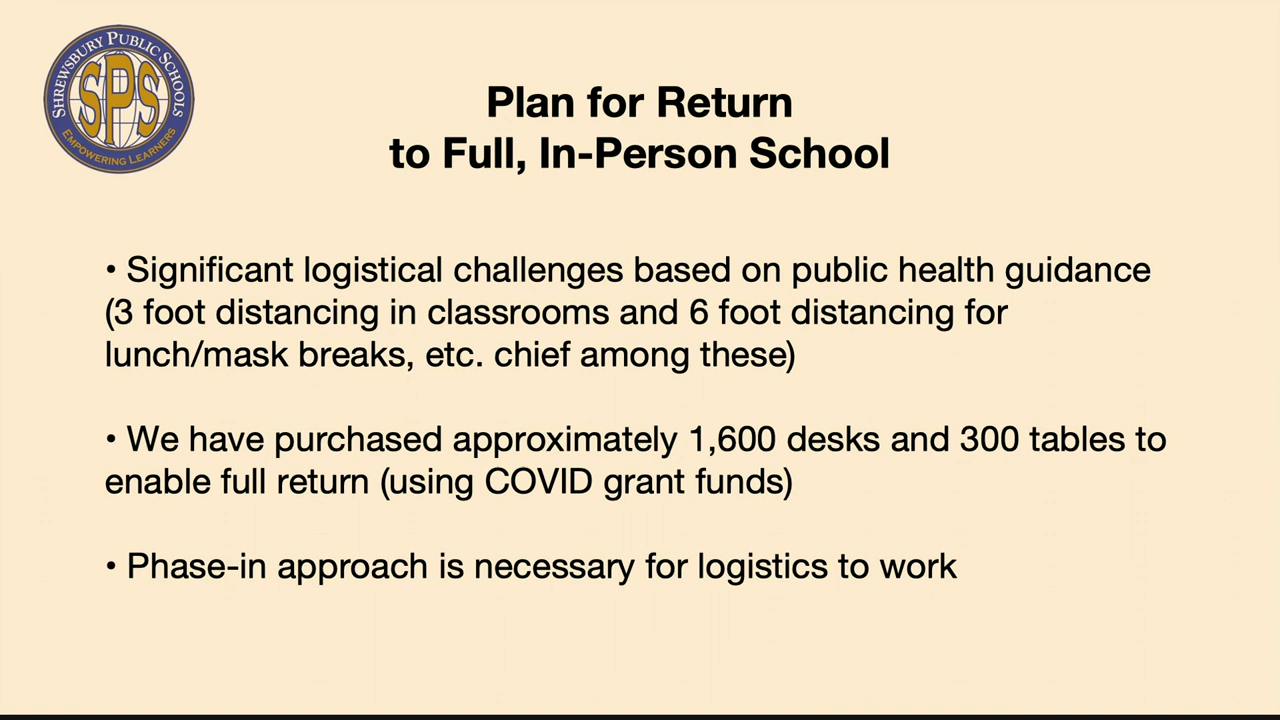 SHREWSBURY PUBLIC SCHOOLS
SPS
EMPOWERING LEARNERS
Plan for Return
to Full, In-Person School
• Significant logistical challenges based on public health guidance
(3 foot distancing in classrooms and 6 foot distancing for
lunch/mask breaks, etc. chief among these)
• We have purchased approximately 1,600 desks and 300 tables to
enable full return (using COVID grant funds)
• Phase-in approach is necessary for logistics to work